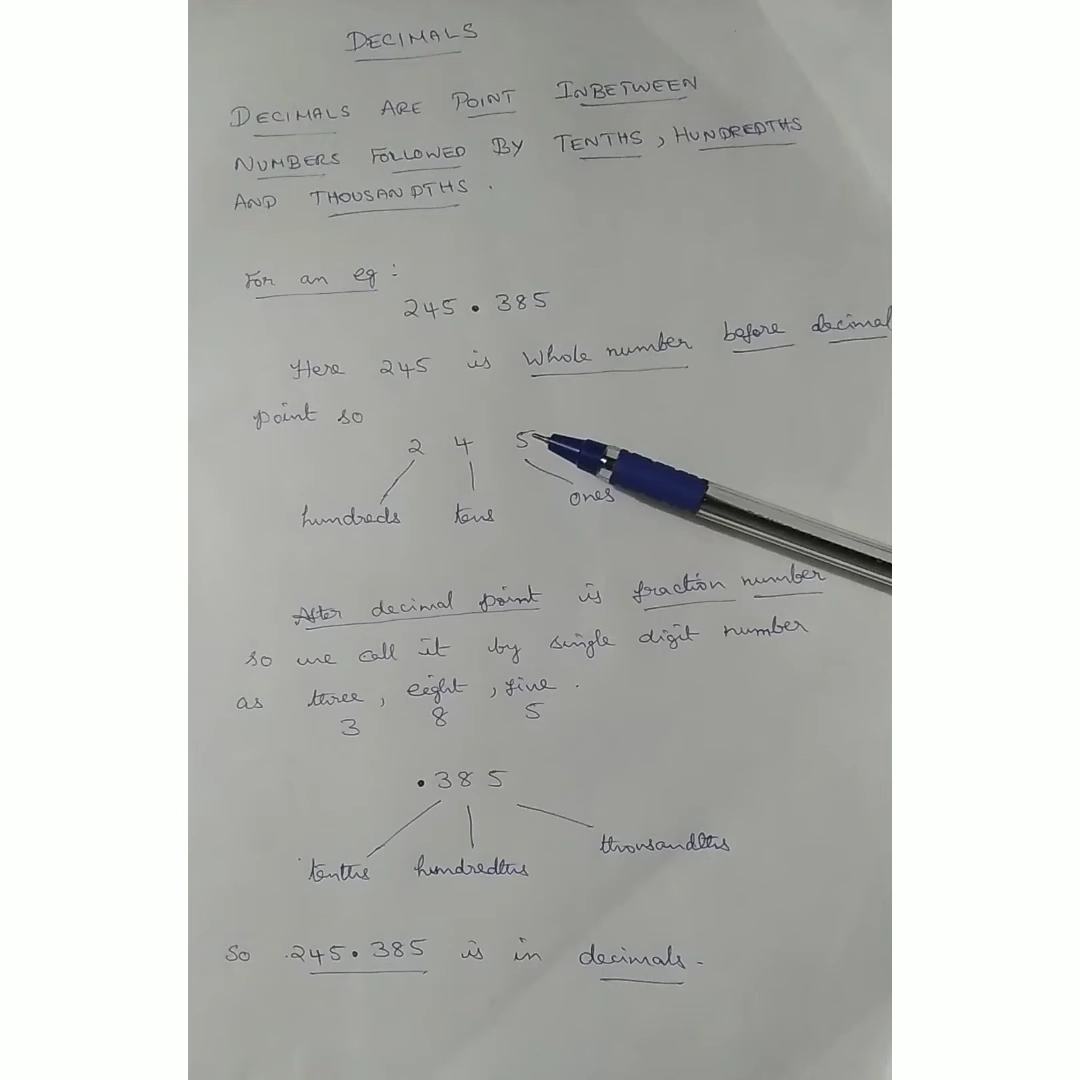 DECIMALS
DECIMALS ARE POINT INBETWEEN
NUMBERS FOLLOWED BY TENTHS, HUNDREDTHS
AND THOUSANDTHS.
For an eg:
245.385
Here 245 is Whole number before decimal
point so
2 4 5
hundreds tens ones
After decimal point is fraction number
so we call it by single digit number
as three, eight, five.
3 8 5
.385
tenths hundredths thousandths
So .245.385 is in decimals.